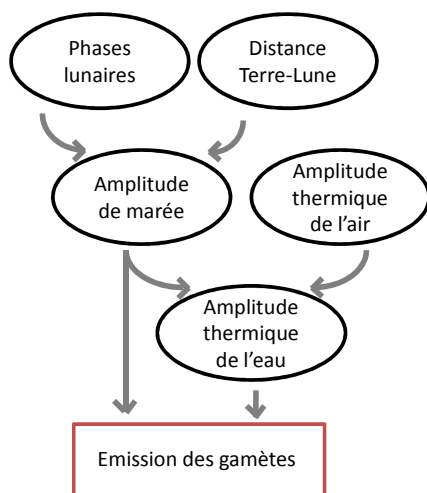 Phases
lunaires
Distance
Terre-Lune
Amplitude
de marée
Amplitude
thermique
de l'air
Amplitude
thermique
de l'eau
Emission des gamètes